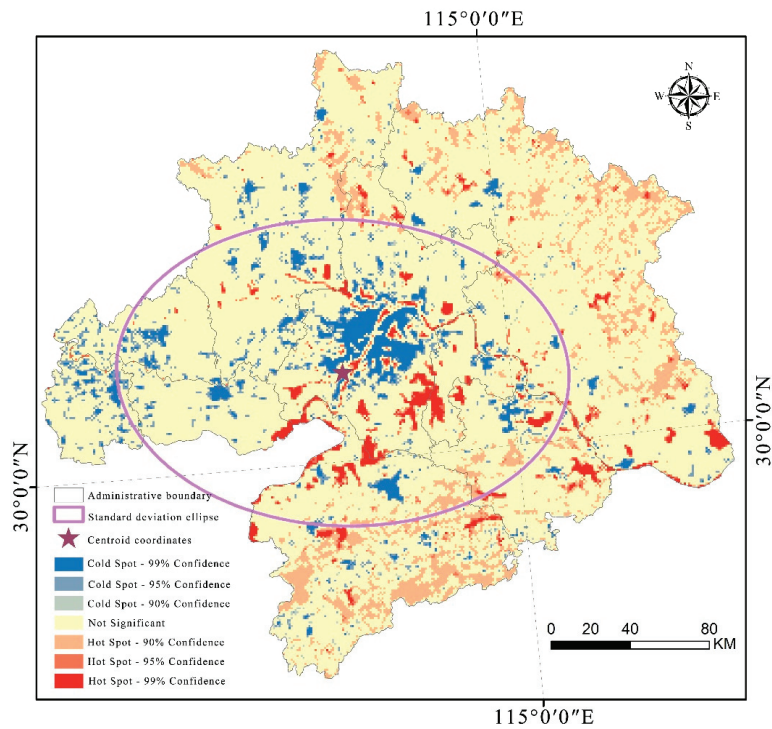 115°0′0″E
N
W E
S
30°0′0″N
30°0′0″N
Administrative boundary
Standard deviation ellipse
Centroid coordinates
Cold Spot - 99% Confidence
Cold Spot - 95% Confidence
Cold Spot - 90% Confidence
Not Significant
Hot Spot - 90% Confidence
Hot Spot - 95% Confidence
Hot Spot - 99% Confidence
0 20 40 80
KM
115°0′0″E